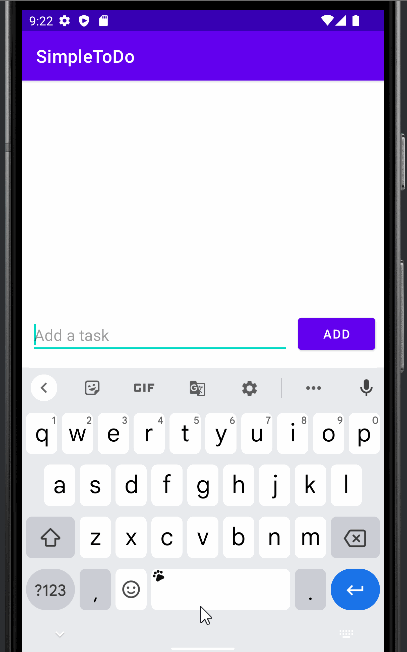 9:22
SimpleToDo
Add a task
ADD
GIF
q1 w2 e3 r4 t5 y6 u7 i8 o9 p0
a s d f g h j k l
z x c v b n m
?123 , .